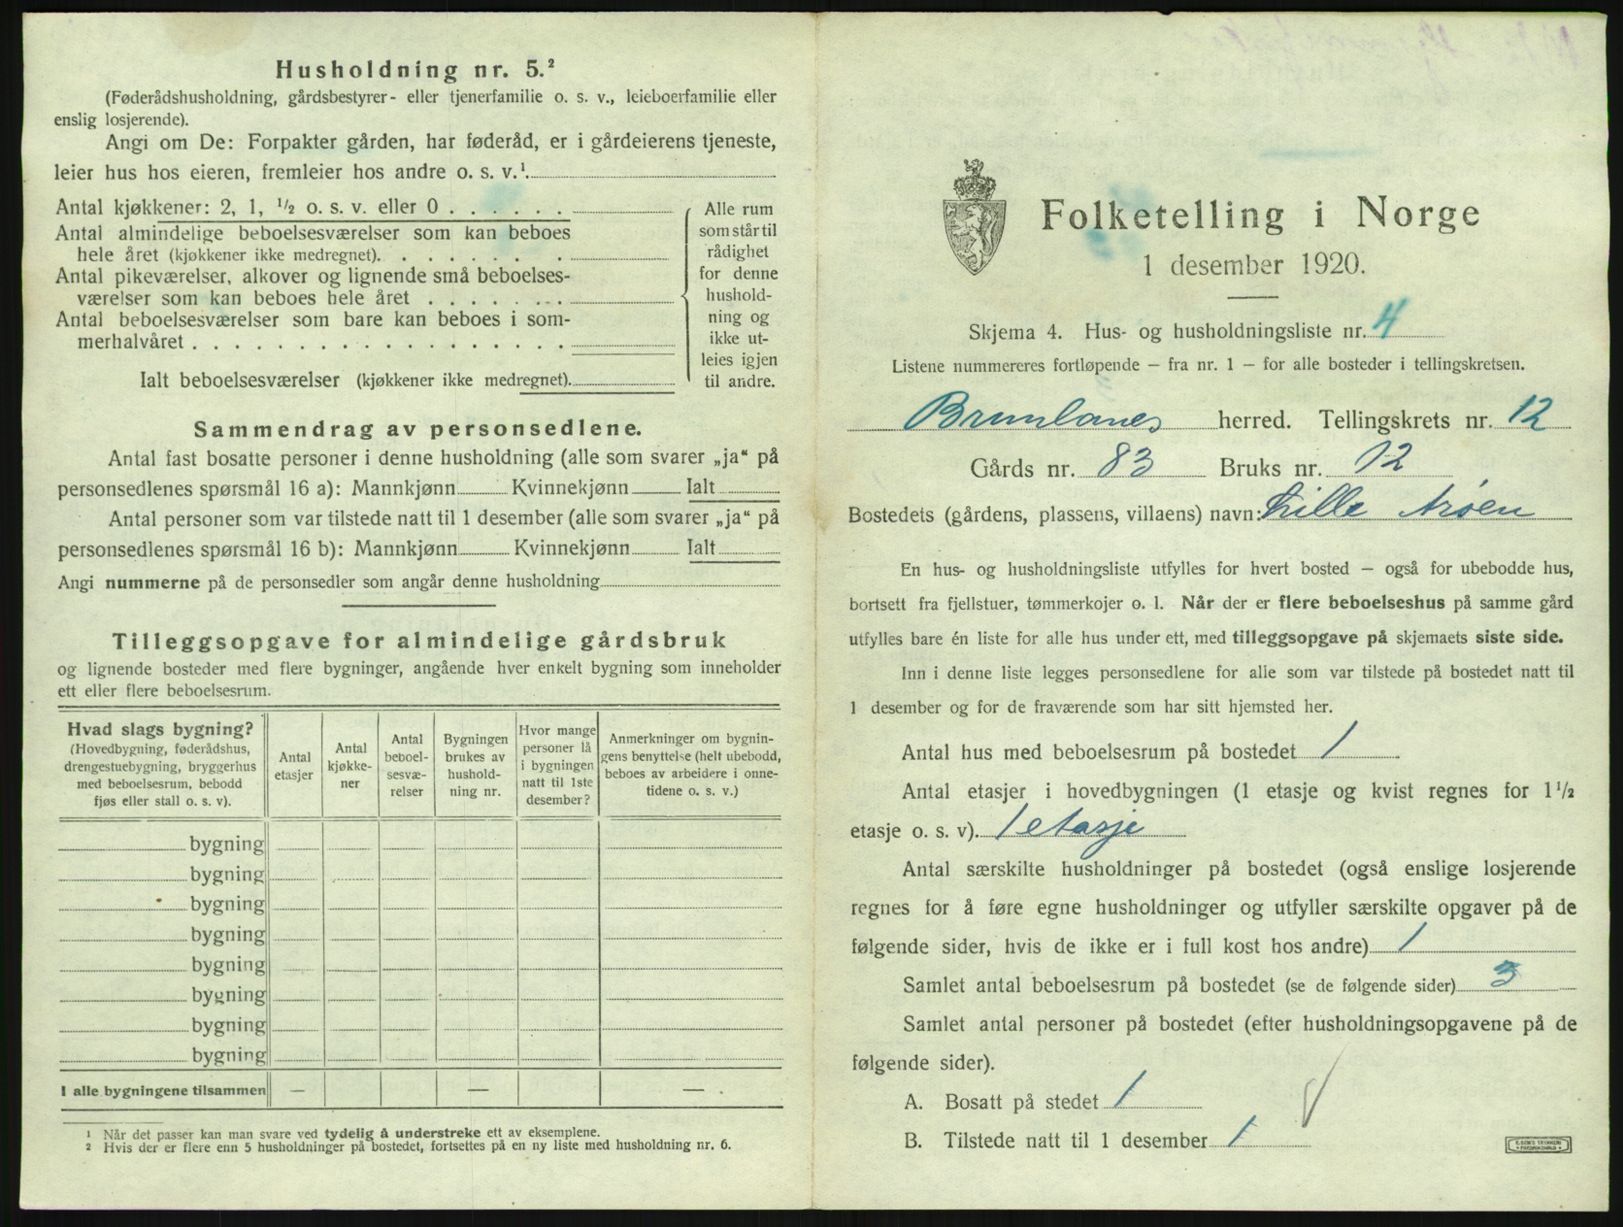 Husholdning nr. 5.²
(Føderådshusholdning, gårdsbestyrer- eller tjenerfamilie o. s. v., leieboerfamilie eller
enslig losjerende).
Angi om De: Forpakter gården, har føderåd, er i gårdeierens tjeneste,
leier hus hos eieren, fremleier hos andre o. s. v.¹
Antal kjøkkener: 2, 1, ½ o. s. v. eller 0 . . . . . .
Antal almindelige beboelsesværelser som kan beboes
hele året (kjøkkener ikke medregnet). . . . . . . .
Antal pikeværelser, alkover og lignende små beboelses-
værelser som kan beboes hele året . . . . . . .
Antal beboelsesværelser som bare kan beboes i som-
merhalvåret . . . . . . . . . . . . . . . . . .
Ialt beboelsesværelser (kjøkkener ikke medregnet).
Alle rum
som står til
rådighet
for denne
hushold-
ning og
ikke ut-
leies igjen
til andre.
Sammendrag av personsedlene.
Antal fast bosatte personer i denne husholdning (alle som svarer „ja“ på
personsedlenes spørsmål 16 a): Mannkjønn Kvinnekjønn Ialt
Antal personer som var tilstede natt til 1 desember (alle som svarer „ja“ på
personsedlenes spørsmål 16 b): Mannkjønn Kvinnekjønn Ialt
Angi nummerne på de personsedler som angår denne husholdning
Tilleggsopgave for almindelige gårdsbruk
og lignende bosteder med flere bygninger, angående hver enkelt bygning som inneholder
ett eller flere beboelsesrum.
Hvad slags bygning?
(Hovedbygning, føderådshus,
drengestuebygning, bryggerhus
med beboelsesrum, bebodd
fjøs eller stall o. s. v).
Antal
etasjer
Antal
kjøkke-
ner
Antal
beboel-
sesvæ-
relser
Bygningen
brukes av
hushold-
ning nr.
Hvor mange
personer lå
i bygningen
natt til 1ste
desember?
Anmerkninger om bygnin-
gens benyttelse (helt ubebodd,
beboes av arbeidere i onne-
tidene o. s. v.)
bygning
bygning
bygning
bygning
bygning
bygning
bygning
bygning
I alle bygningene tilsammen — — —
¹ Når det passer kan man svare ved tydelig å understreke ett av eksemplene.
² Hvis der er flere enn 5 husholdninger på bostedet, fortsettes på en ny liste med husholdning nr. 6.
Folketelling i Norge
1 desember 1920.
Skjema 4. Hus- og husholdningsliste nr. 4
Listene nummereres fortløpende — fra nr. 1 — for alle bosteder i tellingskretsen.
Brunlanes herred. Tellingskrets nr. 12
Gårds nr. 83 Bruks nr. 12
Bostedets (gårdens, plassens, villaens) navn: Lille Arøen
En hus- og husholdningsliste utfylles for hvert bosted — også for ubebodde hus,
bortsett fra fjellstuer, tømmerkojer o. l. Når der er flere beboelseshus på samme gård
utfylles bare én liste for alle hus under ett, med tilleggsopgave på skjemaets siste side.
Inn i denne liste legges personsedlene for alle som var tilstede på bostedet natt til
1 desember og for de fraværende som har sitt hjemsted her.
Antal hus med beboelsesrum på bostedet 1
Antal etasjer i hovedbygningen (1 etasje og kvist regnes for 1½
etasje o. s. v). 1 etasje
Antal særskilte husholdninger på bostedet (også enslige losjerende
regnes for å føre egne husholdninger og utfyller særskilte opgaver på de
følgende sider, hvis de ikke er i full kost hos andre) 1
Samlet antal beboelsesrum på bostedet (se de følgende sider) 3
Samlet antal personer på bostedet (efter husholdningsopgavene på de
følgende sider).
A. Bosatt på stedet 1
B. Tilstede natt til 1 desember 1